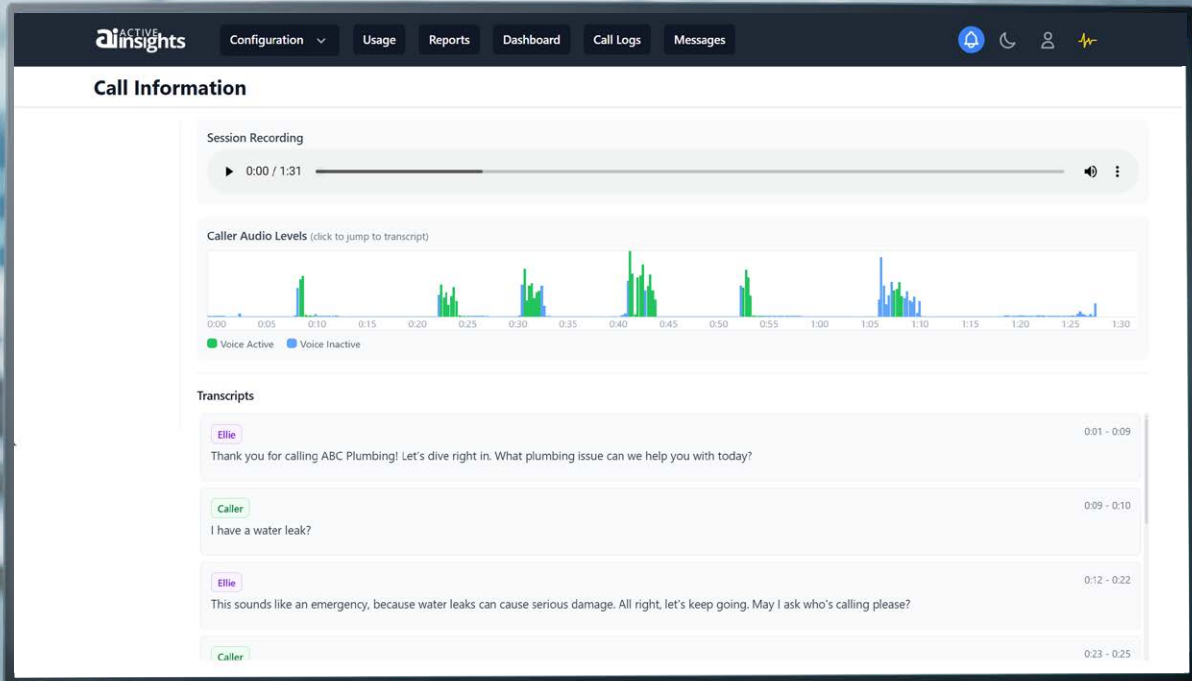 ai ACTIVE insights
Configuration
Usage
Reports
Dashboard
Call Logs
Messages
Call Information
Session Recording
0:00 / 1:31
Caller Audio Levels (click to jump to transcript)
0:00 0:05 0:10 0:15 0:20 0:25 0:30 0:35 0:40 0:45 0:50 0:55 1:00 1:05 1:10 1:15 1:20 1:25 1:30
Voice Active Voice Inactive
Transcripts
Ellie 0:01 - 0:09
Thank you for calling ABC Plumbing! Let's dive right in. What plumbing issue can we help you with today?
Caller 0:09 - 0:10
I have a water leak?
Ellie 0:12 - 0:22
This sounds like an emergency, because water leaks can cause serious damage. All right, let's keep going. May I ask who's calling please?
Caller 0:23 - 0:25